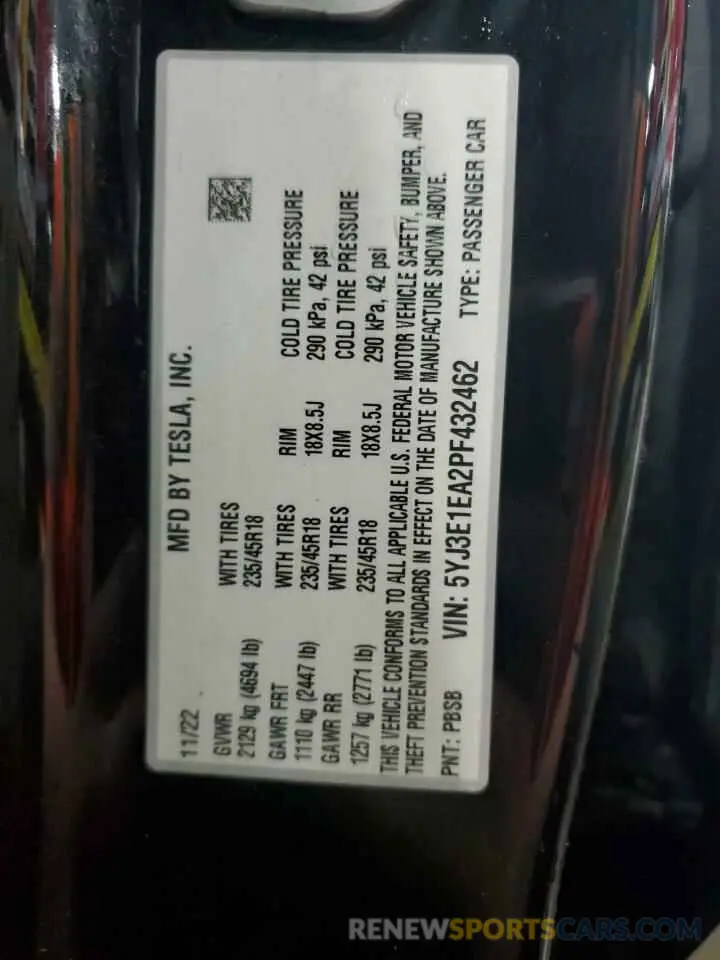 11/22 MFD BY TESLA, INC.
GVWR WITH TIRES
2129 kg (4694 lb) 235/45R18
GAWR FRT WITH TIRES RIM COLD TIRE PRESSURE
1110 kg (2447 lb) 235/45R18 18X8.5J 290 kPa, 42 psi
GAWR RR WITH TIRES RIM COLD TIRE PRESSURE
1257 kg (2771 lb) 235/45R18 18X8.5J 290 kPa, 42 psi
THIS VEHICLE CONFORMS TO ALL APPLICABLE U.S. FEDERAL MOTOR VEHICLE SAFETY, BUMPER, AND
THEFT PREVENTION STANDARDS IN EFFECT ON THE DATE OF MANUFACTURE SHOWN ABOVE.
PNT: PBSB VIN: 5YJ3E1EA2PF432462 TYPE: PASSENGER CAR
RENEWSPORTSCARS.COM